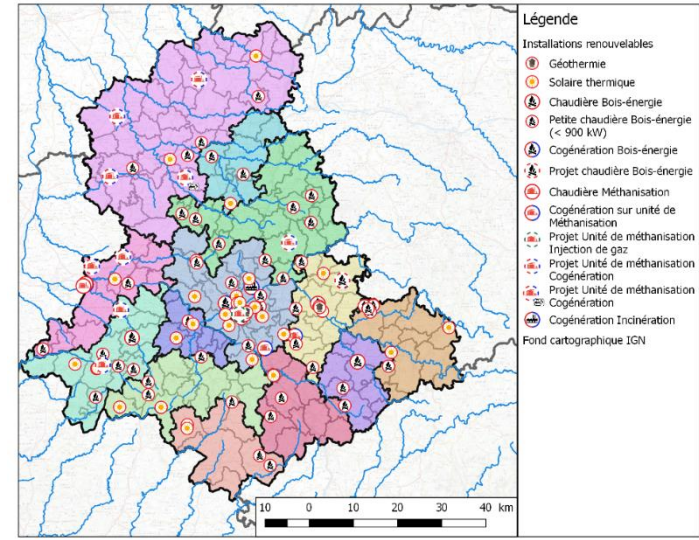 Légende
Installations renouvelables
Géothermie
Solaire thermique
Chaudière Bois-énergie
Petite chaudière Bois-énergie
(< 900 kW)
Cogénération Bois-énergie
Projet chaudière Bois-énergie
Chaudière Méthanisation
Cogénération sur unité de
Méthanisation
Projet Unité de méthanisation
Injection de gaz
Projet Unité de méthanisation
Cogénération
Projet Unité de méthanisation
Cogénération
Cogénération Incinération
Fond cartographique IGN
10 0 10 20 30 40 km